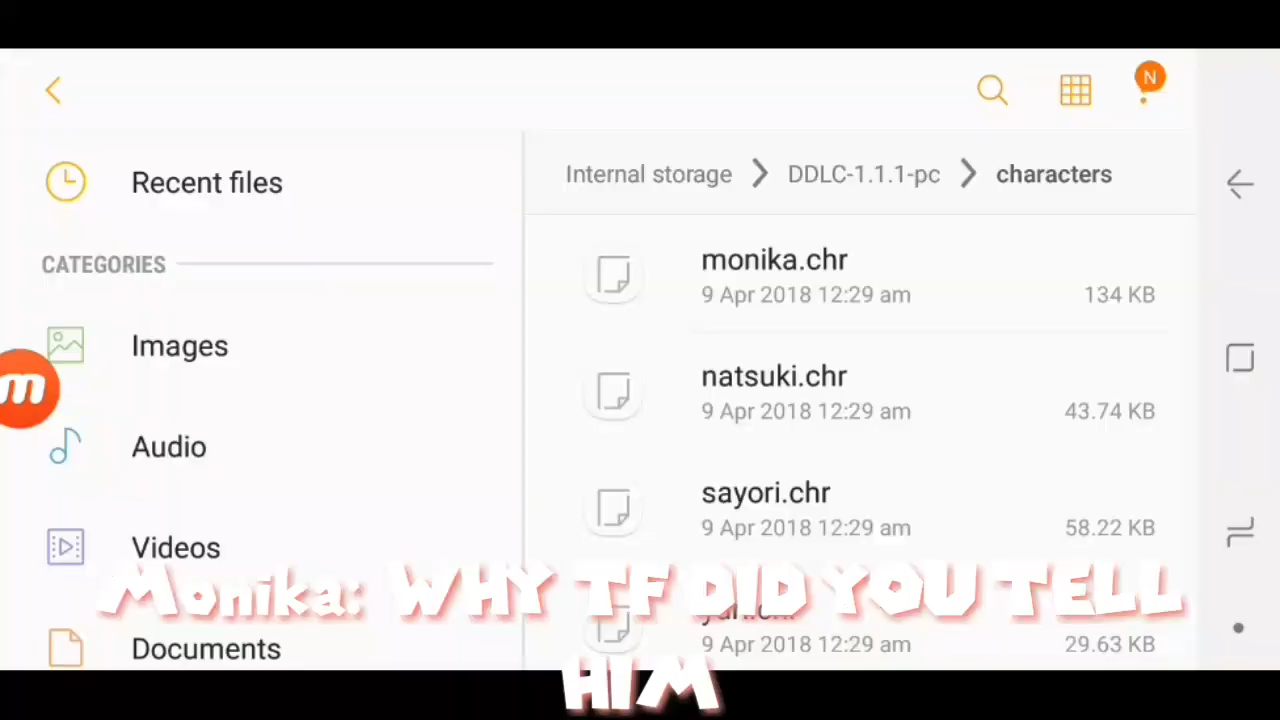 N
Recent files
Internal storage > DDLC-1.1.1-pc > characters
CATEGORIES
monika.chr
9 Apr 2018 12:29 am 134 KB
Images
natsuki.chr
9 Apr 2018 12:29 am 43.74 KB
m
Audio
sayori.chr
9 Apr 2018 12:29 am 58.22 KB
Videos
Monika: WHY TF DID YOU TELL
HIM
9 Apr 2018 12:29 am 29.63 KB
Documents